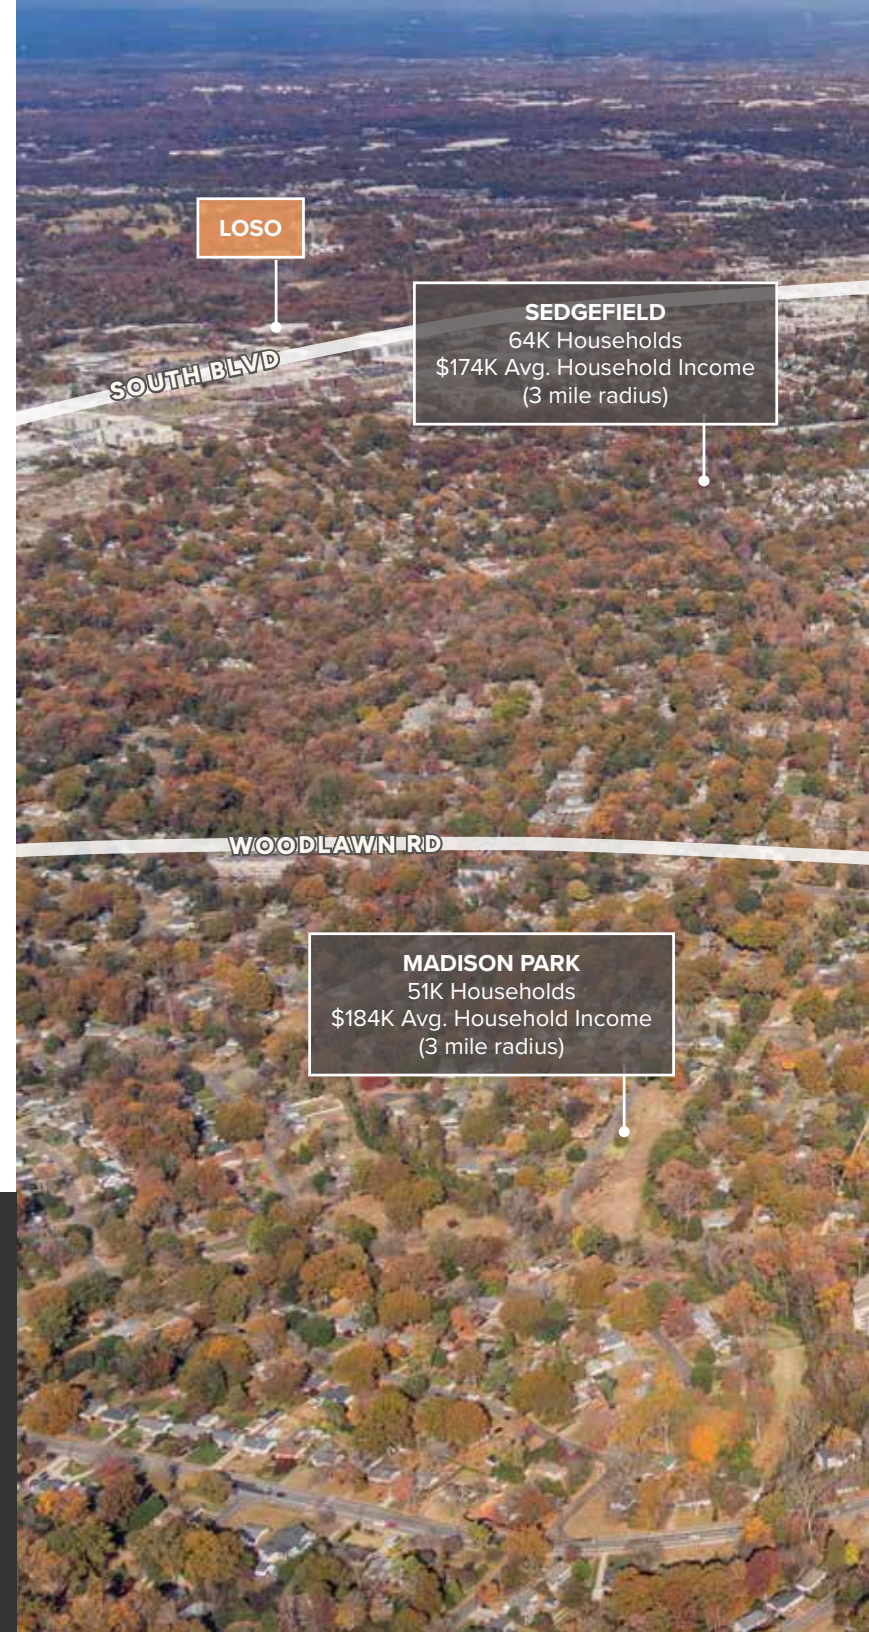 LOSO
SEDGEFIELD
64K Households
$174K Avg. Household Income
(3 mile radius)
SOUTH BLVD
WOODLAWN RD
MADISON PARK
51K Households
$184K Avg. Household Income
(3 mile radius)